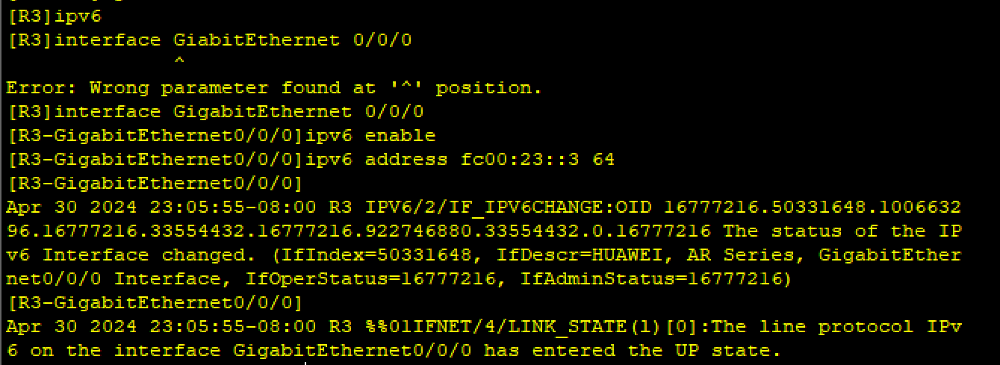 [R3]ipv6
[R3]interface GiabitEthernet 0/0/0
^
Error: Wrong parameter found at '^' position.
[R3]interface GigabitEthernet 0/0/0
[R3-GigabitEthernet0/0/0]ipv6 enable
[R3-GigabitEthernet0/0/0]ipv6 address fc00:23::3 64
[R3-GigabitEthernet0/0/0]
Apr 30 2024 23:05:55-08:00 R3 IPV6/2/IF_IPV6CHANGE:OID 16777216.50331648.1006632
96.16777216.33554432.16777216.922746880.33554432.0.16777216 The status of the IP
v6 Interface changed. (IfIndex=50331648, IfDescr=HUAWEI, AR Series, GigabitEther
net0/0/0 Interface, IfOperStatus=16777216, IfAdminStatus=16777216)
[R3-GigabitEthernet0/0/0]
Apr 30 2024 23:05:55-08:00 R3 %%01IFNET/4/LINK_STATE(l)[0]:The line protocol IPv
6 on the interface GigabitEthernet0/0/0 has entered the UP state.